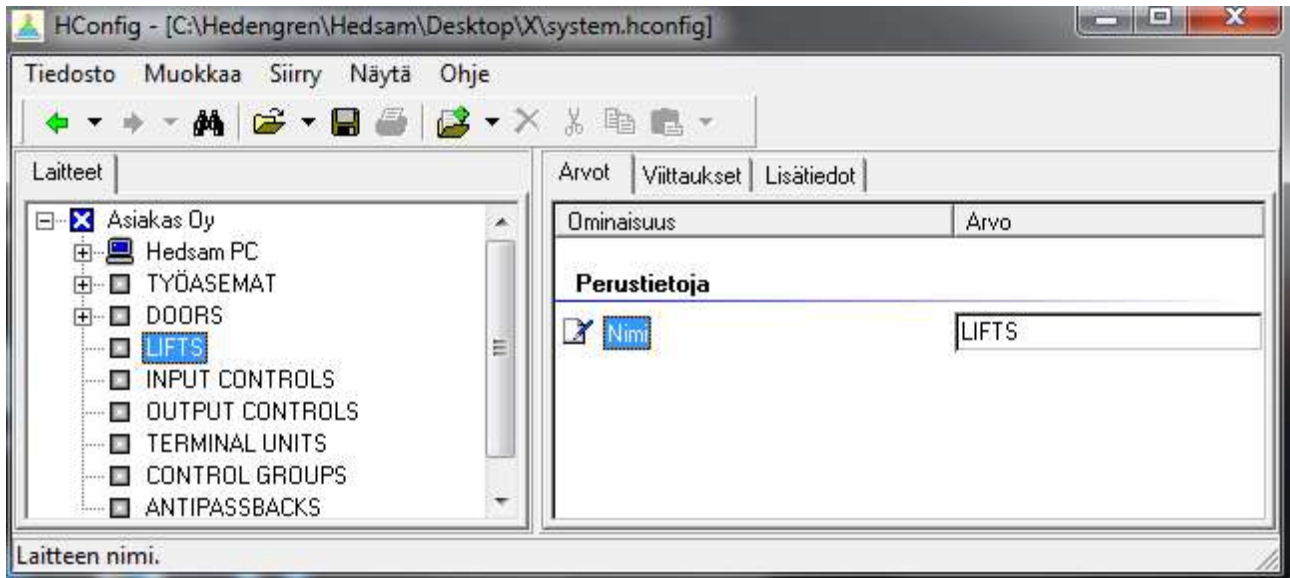 HConfig - [C:\Hedengren\Hedsam\Desktop\X\system.hconfig]
Tiedosto Muokkaa Siirry Näytä Ohje
Laitteet
Asiakas Oy
Hedsam PC
TYÖASEMAT
DOORS
LIFTS
INPUT CONTROLS
OUTPUT CONTROLS
TERMINAL UNITS
CONTROL GROUPS
ANTIPASSBACKS
Arvot Viittaukset Lisätiedot
Ominaisuus Arvo
Perustietoja
Nimi LIFTS
Laitteen nimi.